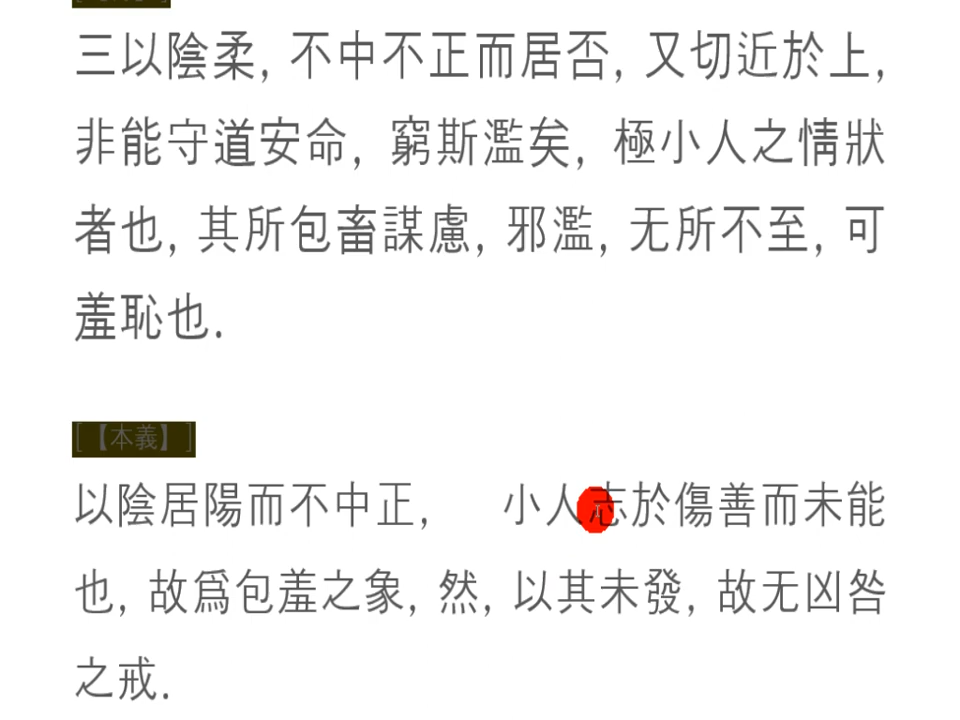 三以陰柔, 不中不正而居否, 又切近於上,
非能守道安命, 窮斯濫矣, 極小人之情狀
者也, 其所包畜謀慮, 邪濫, 无所不至, 可
羞恥也.
[【本義】]
以陰居陽而不中正, 小人志於傷善而未能
也, 故爲包羞之象, 然, 以其未發, 故无凶咎
之戒.